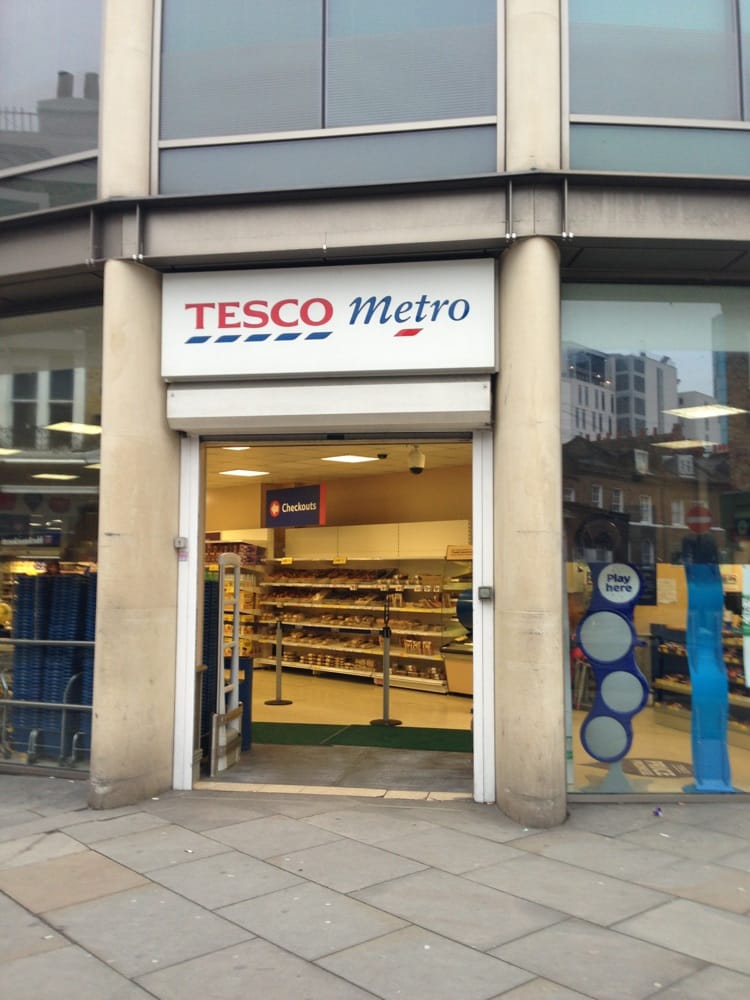 TESCO Metro
Checkouts
Play
here